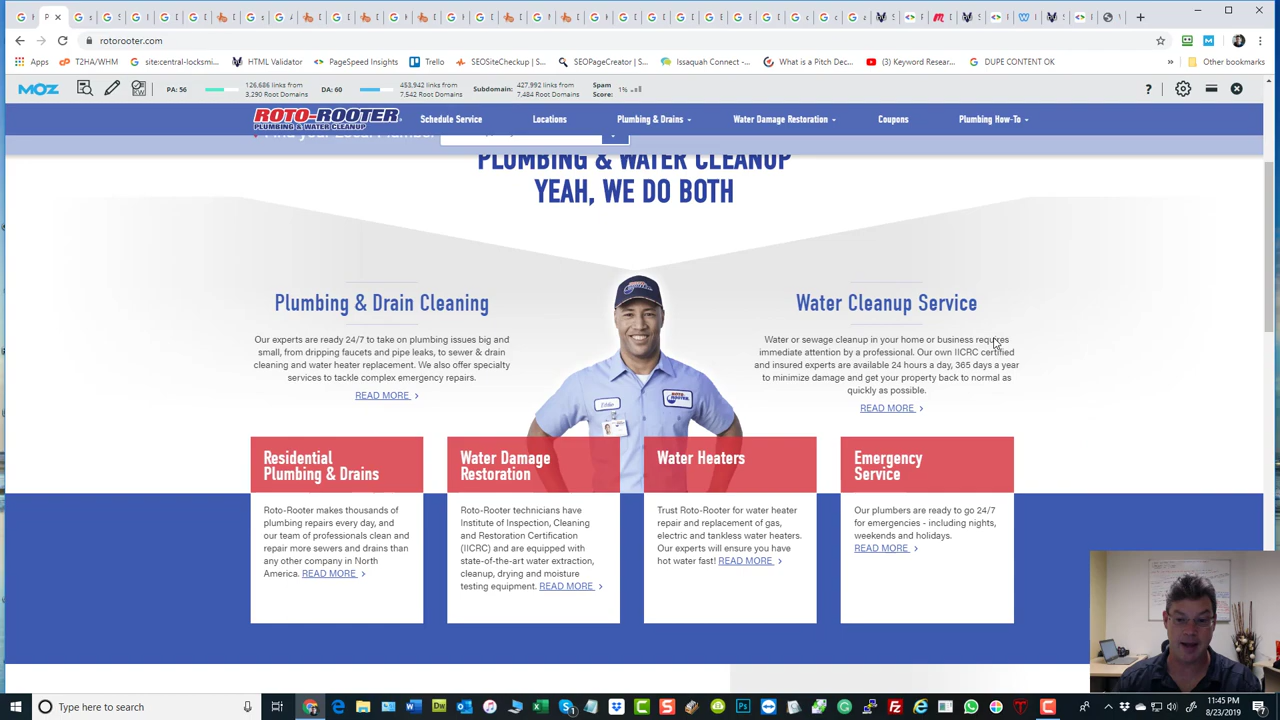 P
rotorooter.com
Apps
T2HA/WM
site:central-locksmi...
HTML Validator
PageSpeed Insights
Trello
SEOSiteCheckup | S...
SEOPageCreator | S...
Issaquah Connect –...
What is a Pitch Dec...
(3) Keyword Resear...
DUPE CONTENT OK
»
Other bookmarks
MOZ
PA: 56
126,686 links from
3,290 Root Domains
DA: 60
453,942 links from
7,542 Root Domains
Subdomain:
427,992 links from
7,484 Root Domains
Spam
Score:
1%
?
ROTO-ROOTER
PLUMBING & WATER CLEANUP
Schedule Service
Locations
Plumbing & Drains
Water Damage Restoration
Coupons
Plumbing How-To
PLUMBING & WATER CLEANUP
YEAH, WE DO BOTH
Plumbing & Drain Cleaning
Our experts are ready 24/7 to take on plumbing issues big and
small, from dripping faucets and pipe leaks, to sewer & drain
cleaning and water heater replacement. We also offer specialty
services to tackle complex emergency repairs.
READ MORE >
Water Cleanup Service
Water or sewage cleanup in your home or business requires
immediate attention by a professional. Our own IICRC certified
and insured experts are available 24 hours a day, 365 days a year
to minimize damage and get your property back to normal as
quickly as possible.
READ MORE >
Eddie
ROTO-
ROOTER
Residential
Plumbing & Drains
Roto-Rooter makes thousands of
plumbing repairs every day, and
our team of professionals clean and
repair more sewers and drains than
any other company in North
America. READ MORE >
Water Damage
Restoration
Roto-Rooter technicians have
Institute of Inspection, Cleaning
and Restoration Certification
(IICRC) and are equipped with
state-of-the-art water extraction,
cleanup, drying and moisture
testing equipment. READ MORE >
Water Heaters
Trust Roto-Rooter for water heater
repair and replacement of gas,
electric and tankless water heaters.
Our experts will ensure you have
hot water fast! READ MORE >
Emergency
Service
Our plumbers are ready to go 24/7
for emergencies - including nights,
weekends and holidays.
READ MORE >
Type here to search
11:45 PM
8/23/2019